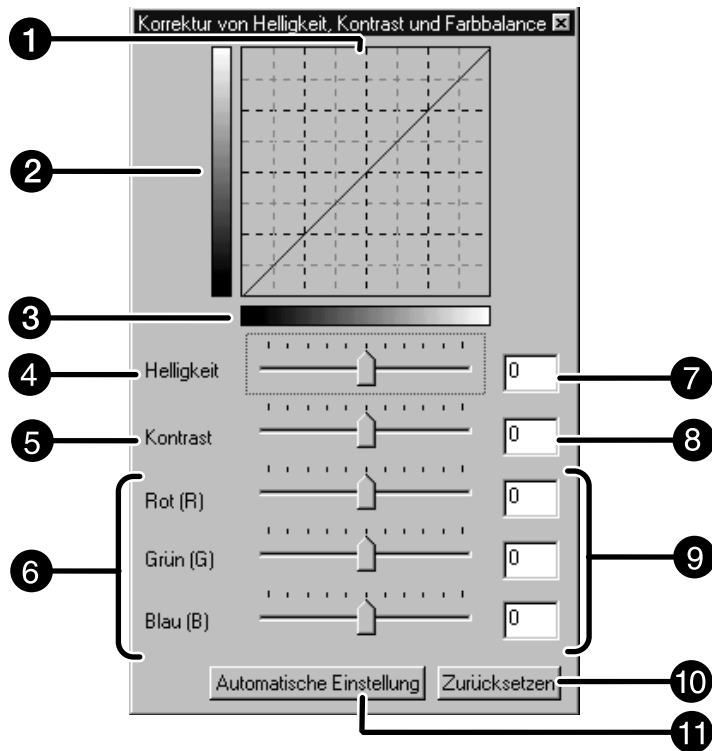 Korrektur von Helligkeit, Kontrast und Farbbalance
1
2
3
4 Helligkeit 0 7
5 Kontrast 0 8
Rot (R) 0
6 Grün (G) 0 9
Blau (B) 0
Automatische Einstellung Zurücksetzen 10
11